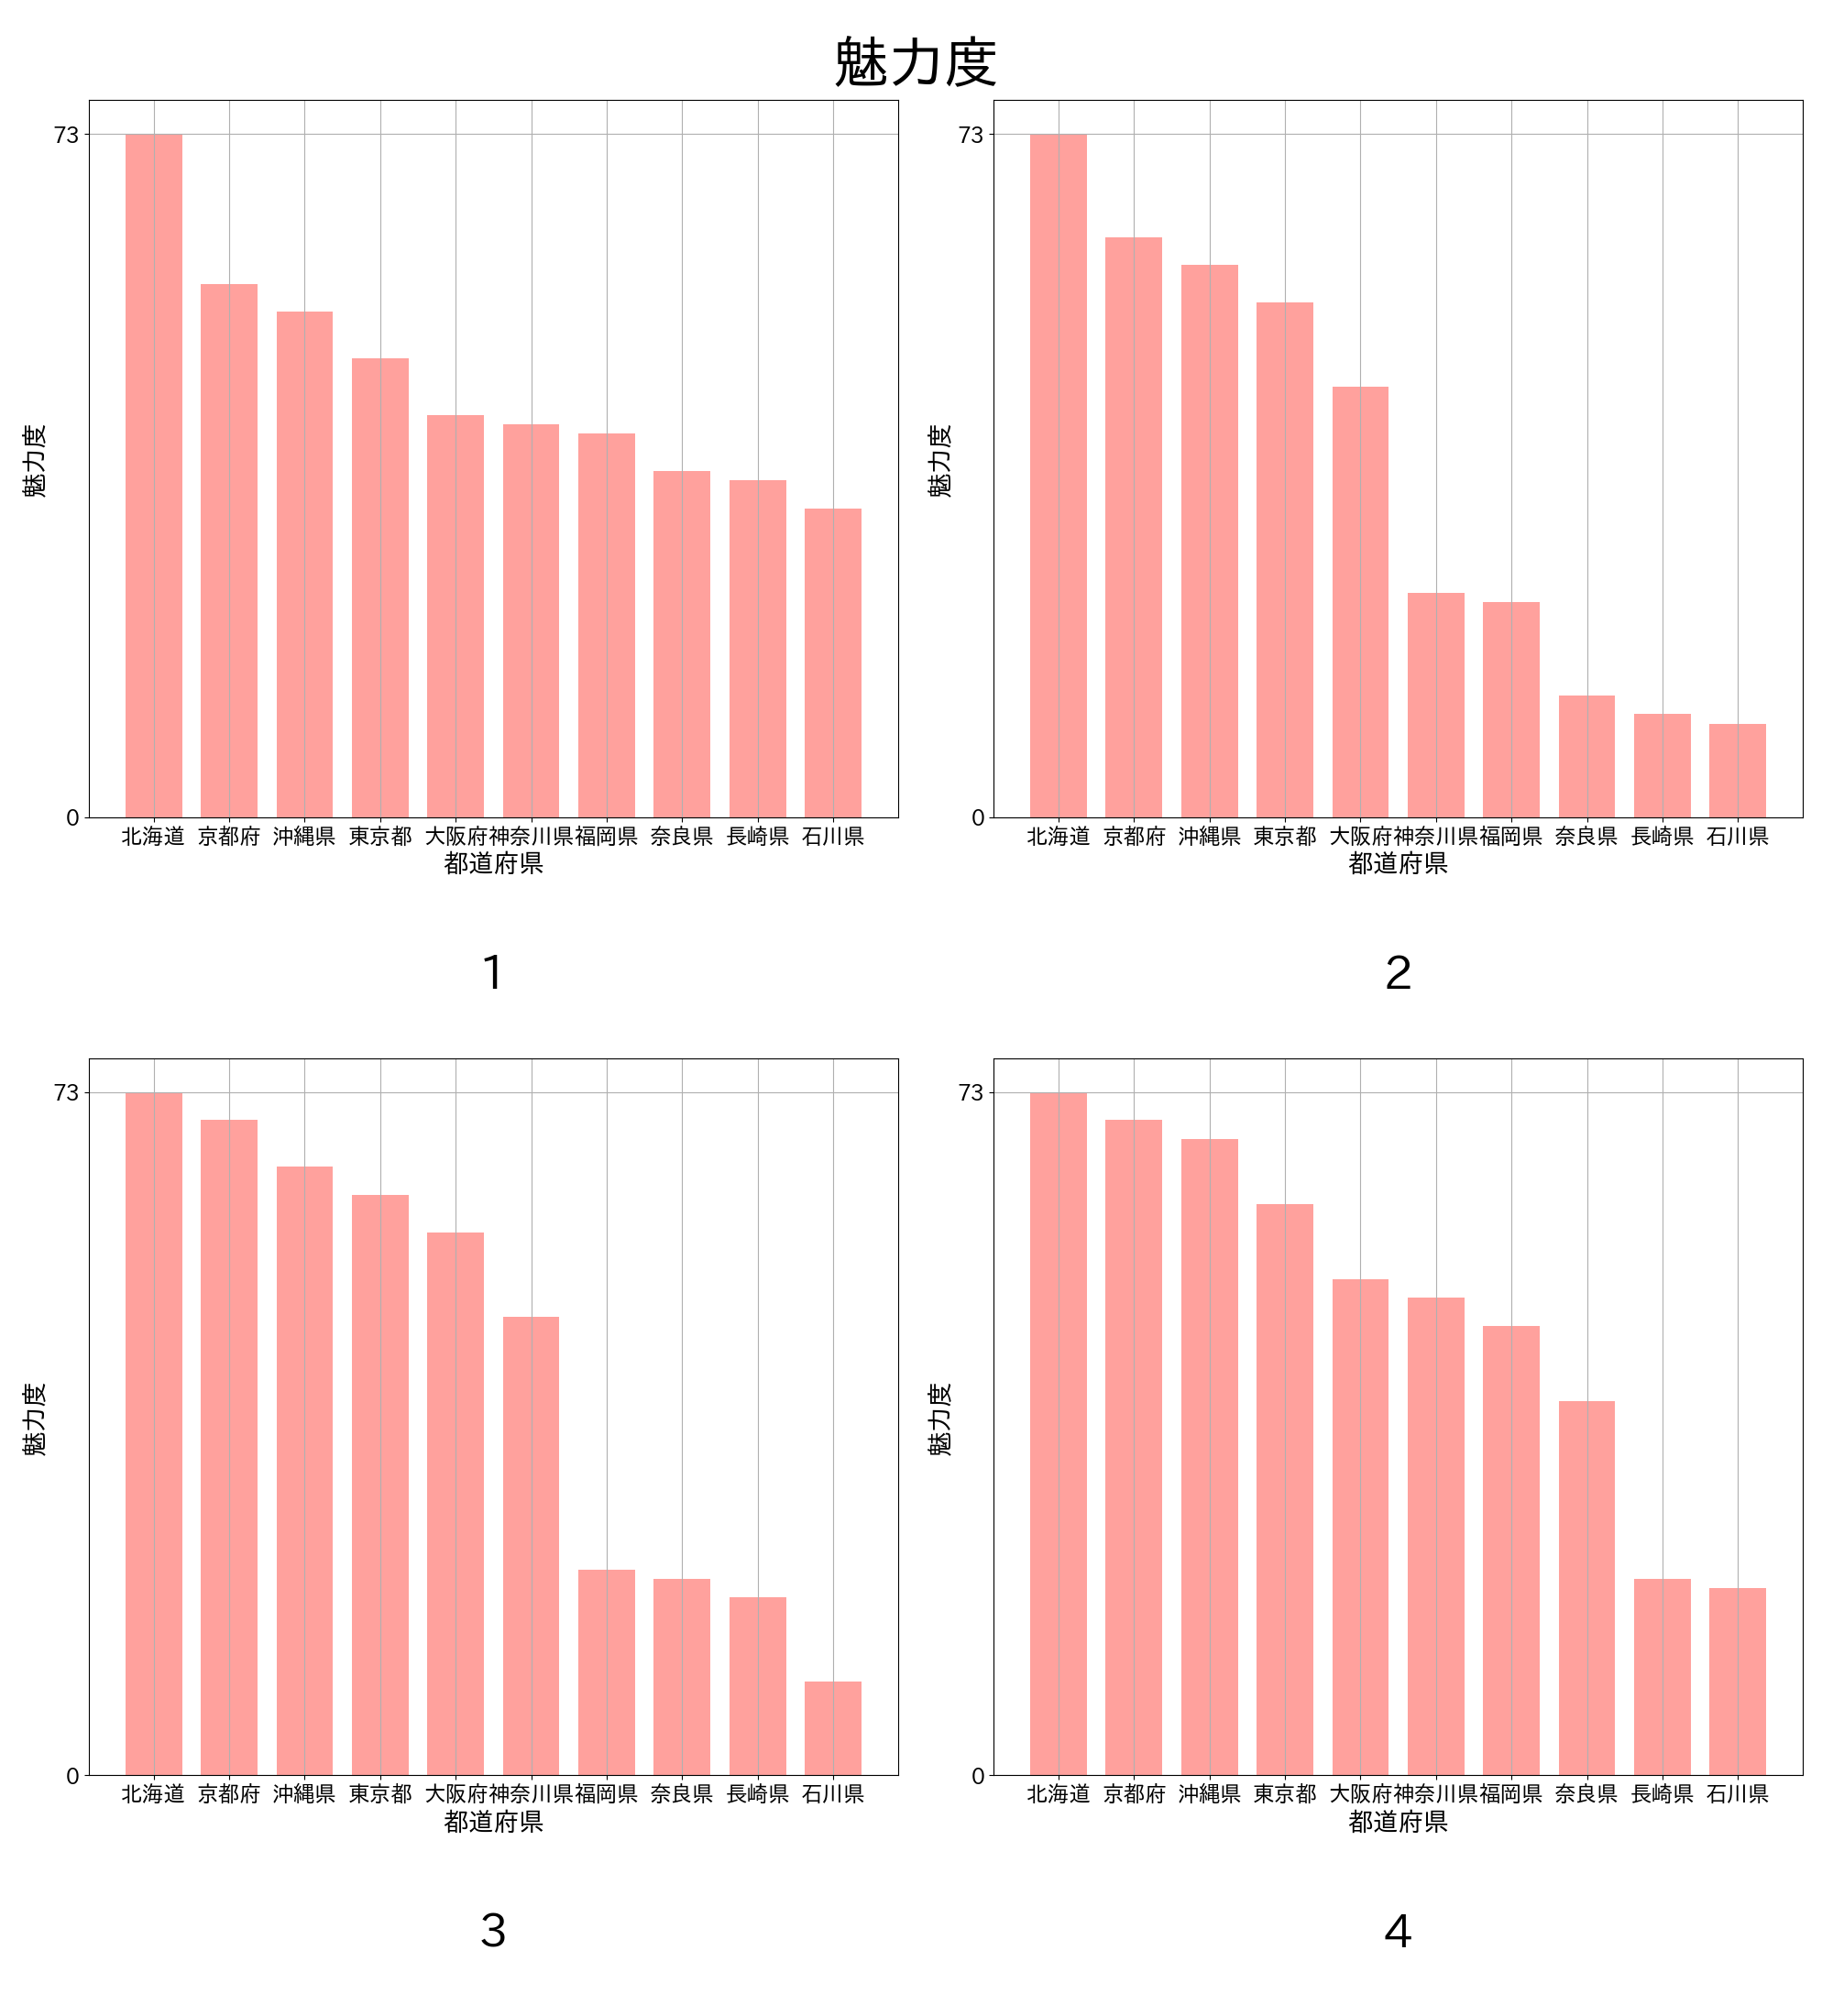 魅力度
73
0
魅力度
北海道 京都府 沖縄県 東京都 大阪府 神奈川県 福岡県 奈良県 長崎県 石川県
都道府県
1
73
0
魅力度
北海道 京都府 沖縄県 東京都 大阪府 神奈川県 福岡県 奈良県 長崎県 石川県
都道府県
2
73
0
魅力度
北海道 京都府 沖縄県 東京都 大阪府 神奈川県 福岡県 奈良県 長崎県 石川県
都道府県
3
73
0
魅力度
北海道 京都府 沖縄県 東京都 大阪府 神奈川県 福岡県 奈良県 長崎県 石川県
都道府県
4